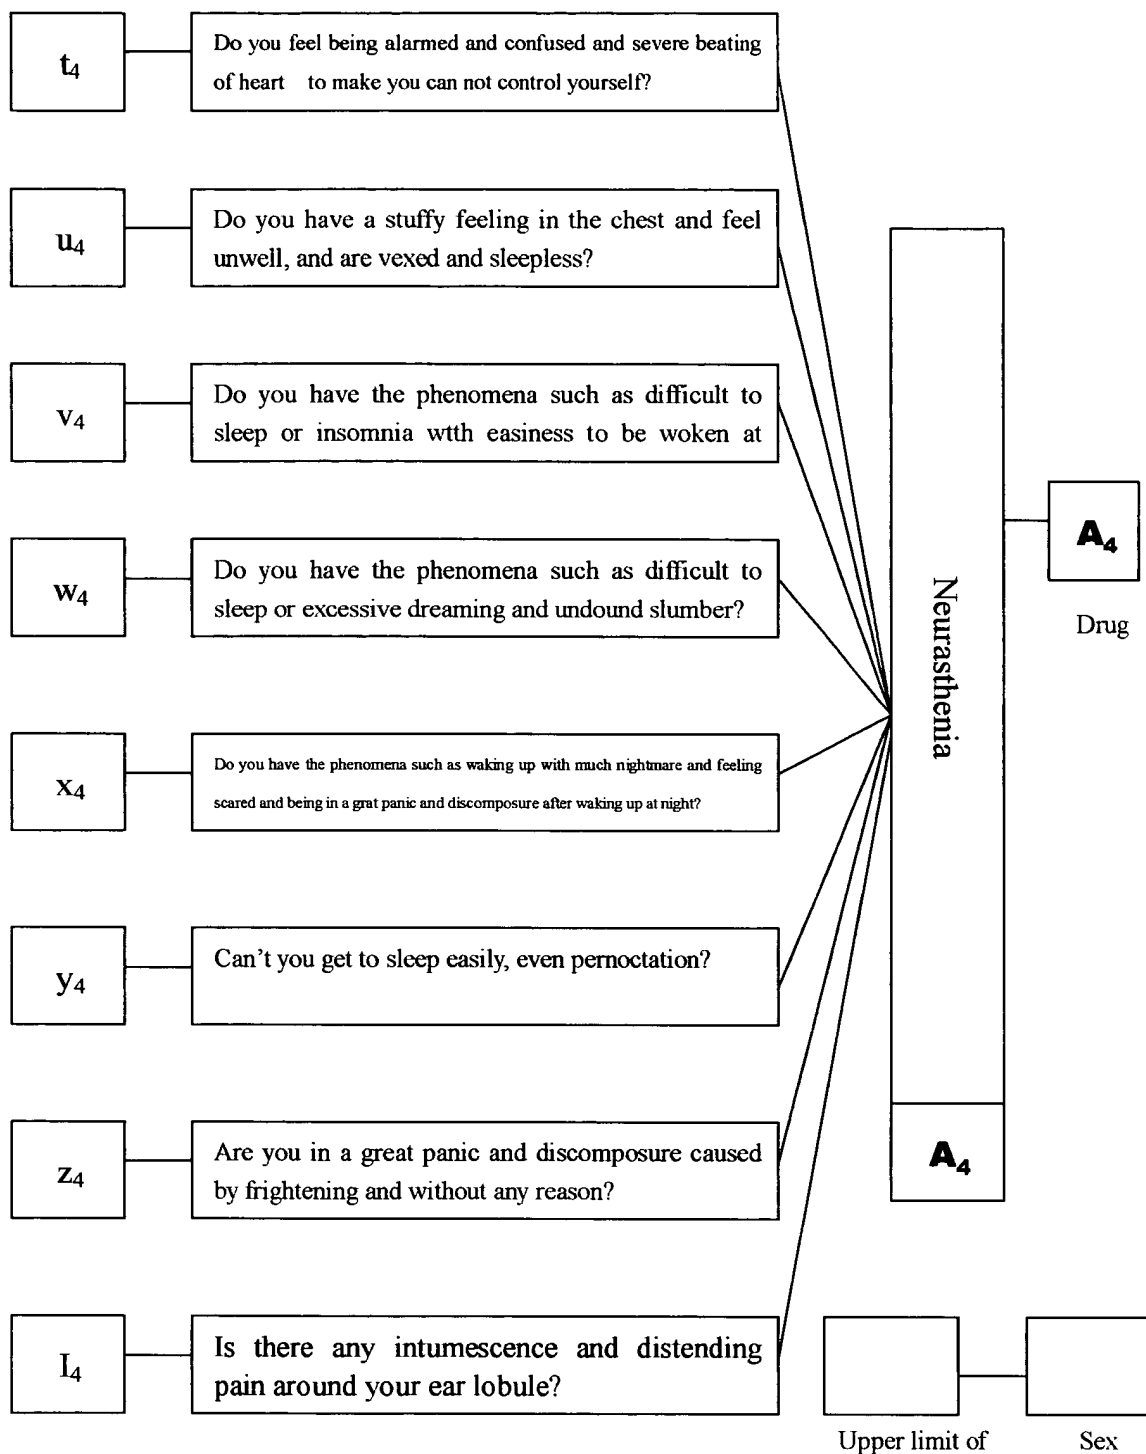 t₄
Do you feel being alarmed and confused and severe beating
of heart to make you can not control yourself?
u₄
Do you have a stuffy feeling in the chest and feel
unwell, and are vexed and sleepless?
v₄
Do you have the phenomena such as difficult to
sleep or insomnia wtth easiness to be woken at
w₄
Do you have the phenomena such as difficult to
sleep or excessive dreaming and undound slumber?
x₄
Do you have the phenomena such as waking up with much nightmare and feeling
scared and being in a grat panic and discomposure after waking up at night?
y₄
Can't you get to sleep easily, even pernoctation?
z₄
Are you in a great panic and discomposure caused
by frightening and without any reason?
I₄
Is there any intumescence and distending
pain around your ear lobule?
Neurasthenia
A₄
A₄
Drug
Upper limit of
Sex